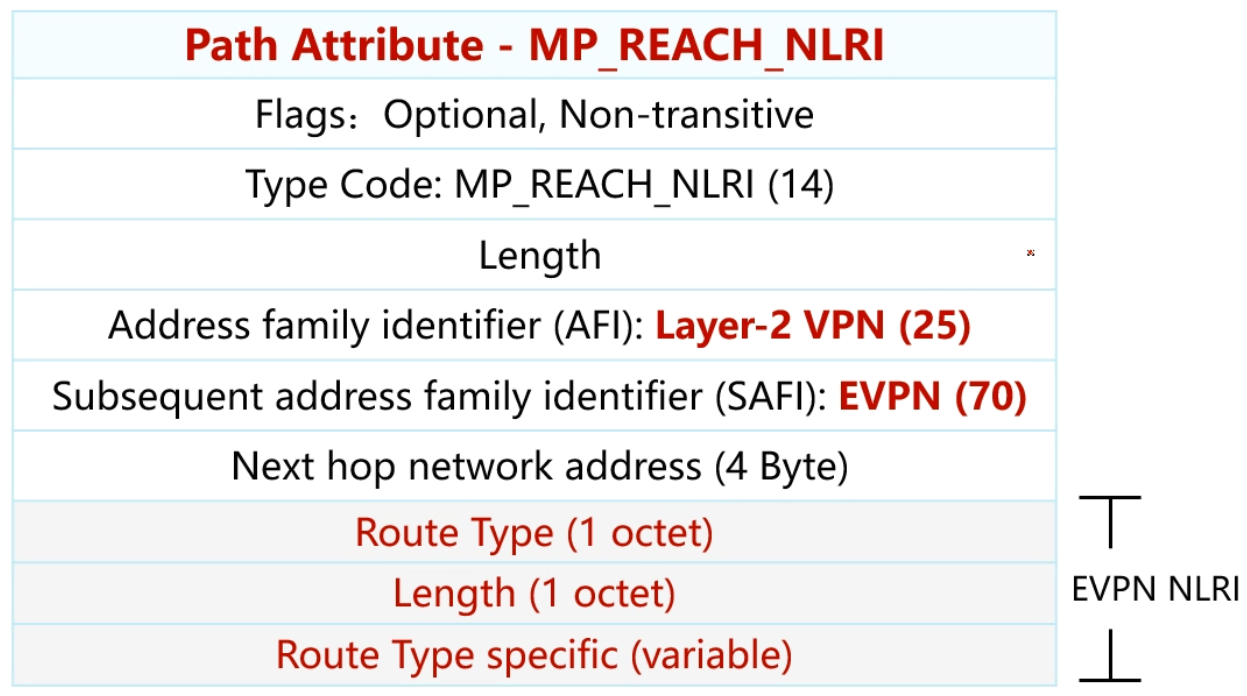 Path Attribute - MP_REACH_NLRI
Flags：Optional, Non-transitive
Type Code: MP_REACH_NLRI (14)
Length
Address family identifier (AFI): Layer-2 VPN (25)
Subsequent address family identifier (SAFI): EVPN (70)
Next hop network address (4 Byte)
Route Type (1 octet)
Length (1 octet)
Route Type specific (variable)
EVPN NLRI